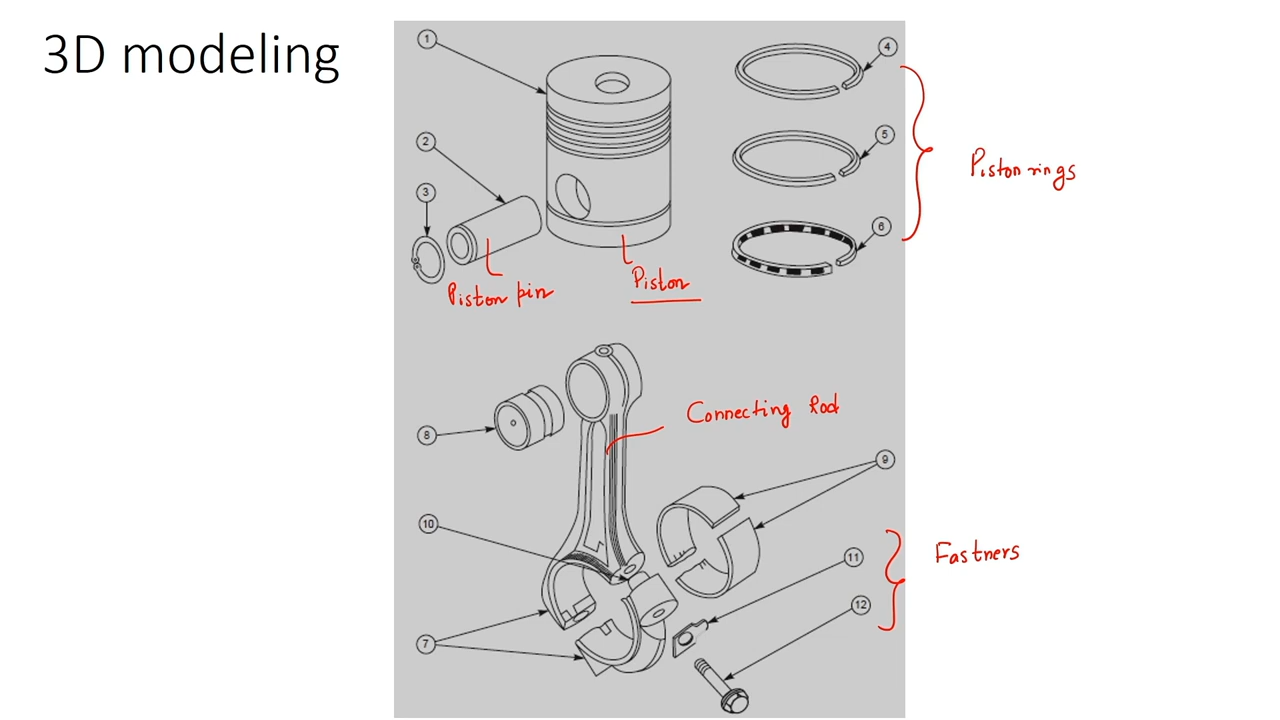 3D modeling
1
4
2
5
Piston rings
3
6
Piston pin
Piston
Connecting Rod
8
9
10
Fastners
11
12
7